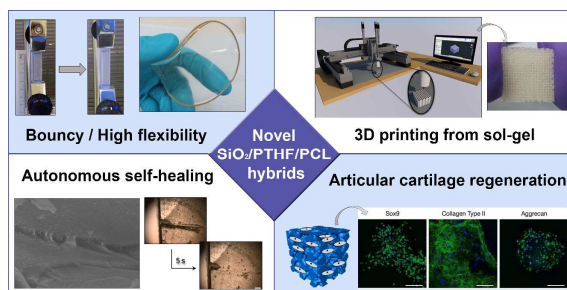 Bouncy / High flexibility
3D printing from sol-gel
Novel
SiO₂/PTHF/PCL
hybrids
Autonomous self-healing
5 s
Articular cartilage regeneration
Sox9
Collagen Type II
Aggrecan